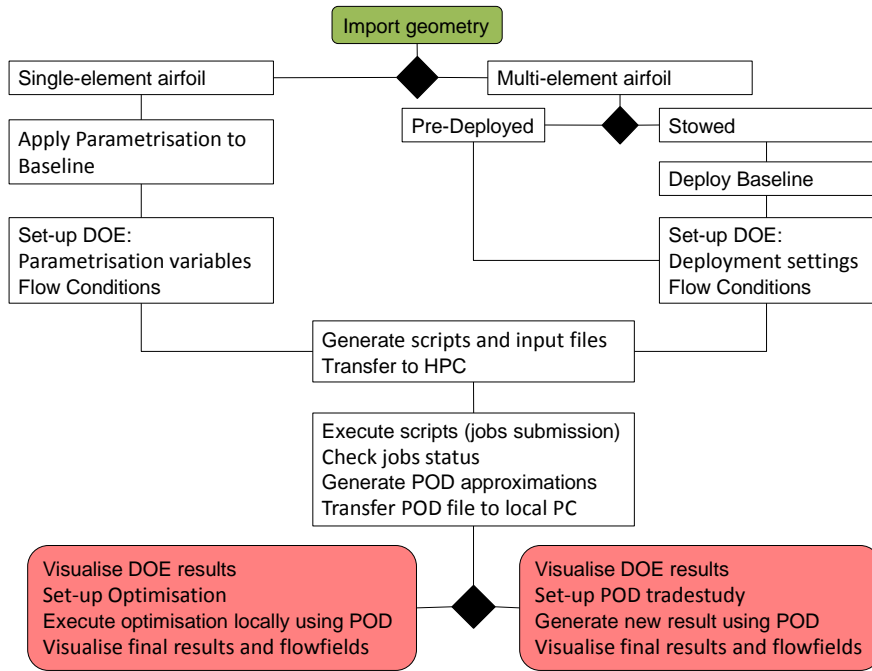 Import geometry
Single-element airfoil
Multi-element airfoil
Apply Parametrisation to
Baseline
Pre-Deployed
Stowed
Deploy Baseline
Set-up DOE:
Parametrisation variables
Flow Conditions
Set-up DOE:
Deployment settings
Flow Conditions
Generate scripts and input files
Transfer to HPC
Execute scripts (jobs submission)
Check jobs status
Generate POD approximations
Transfer POD file to local PC
Visualise DOE results
Set-up Optimisation
Execute optimisation locally using POD
Visualise final results and flowfields
Visualise DOE results
Set-up POD tradestudy
Generate new result using POD
Visualise final results and flowfields